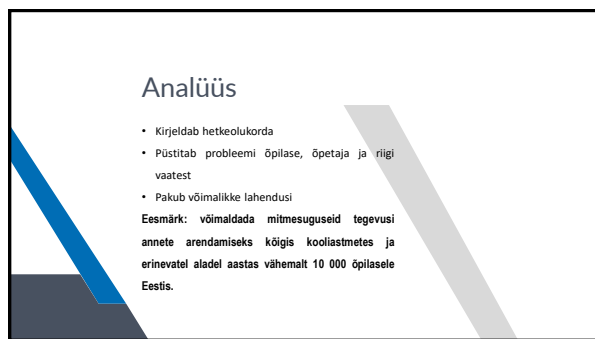 Analüüs
• Kirjeldab hetkeolukorda
• Püstitab probleemi õpilase, õpetaja ja riigi
vaatest
• Pakub võimalikke lahendusi
Eesmärk: võimaldada mitmesuguseid tegevusi
annete arendamiseks kõigis kooliastmetes ja
erinevatel aladel aastas vähemalt 10 000 õpilasele
Eestis.